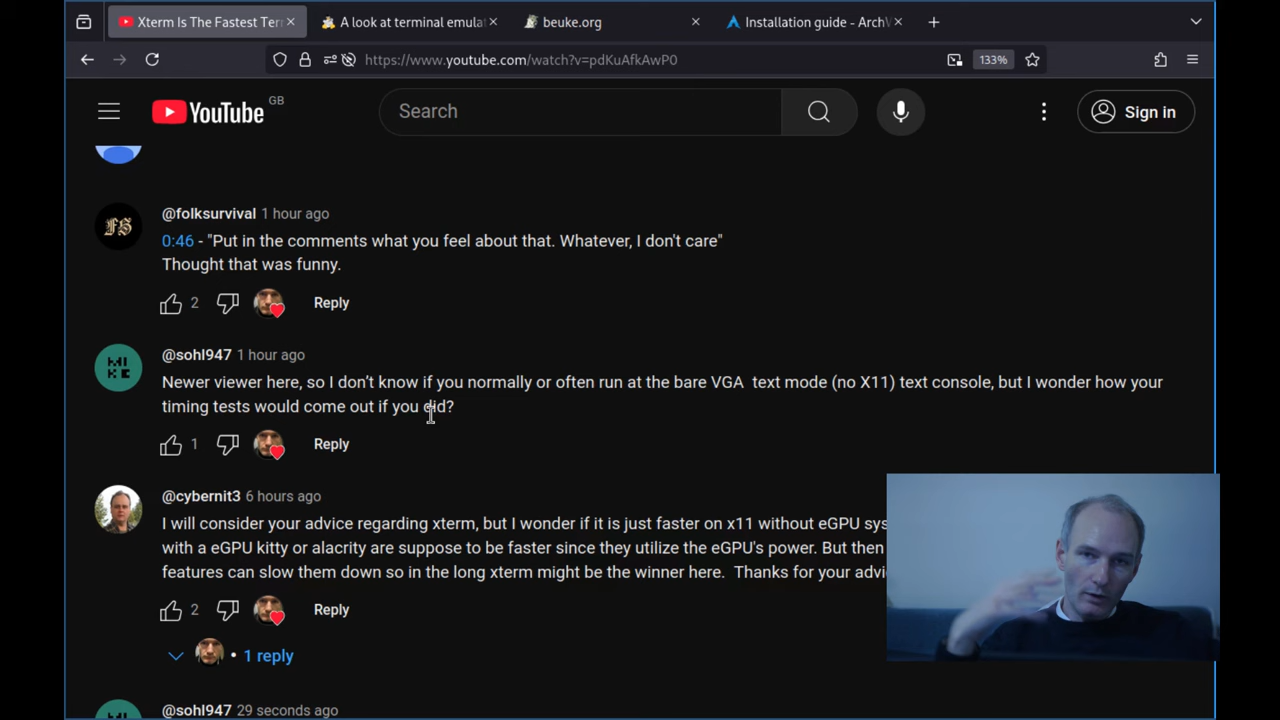 Xterm Is The Fastest Ter
A look at terminal emulat
beuke.org
Installation guide - ArchW
https://www.youtube.com/watch?v=pdKuAfkAwP0
133%
YouTube
GB
Search
Sign in
@folksurvival 1 hour ago
0:46 - "Put in the comments what you feel about that. Whatever, I don't care"
Thought that was funny.
2
Reply
@sohl947 1 hour ago
Newer viewer here, so I don't know if you normally or often run at the bare VGA text mode (no X11) text console, but I wonder how your
timing tests would come out if you did?
1
Reply
@cybernit3 6 hours ago
I will consider your advice regarding xterm, but I wonder if it is just faster on x11 without eGPU sys
with a eGPU kitty or alacrity are suppose to be faster since they utilize the eGPU's power. But then
features can slow them down so in the long xterm might be the winner here. Thanks for your advi
2
Reply
• 1 reply
@sohl947 29 seconds ago